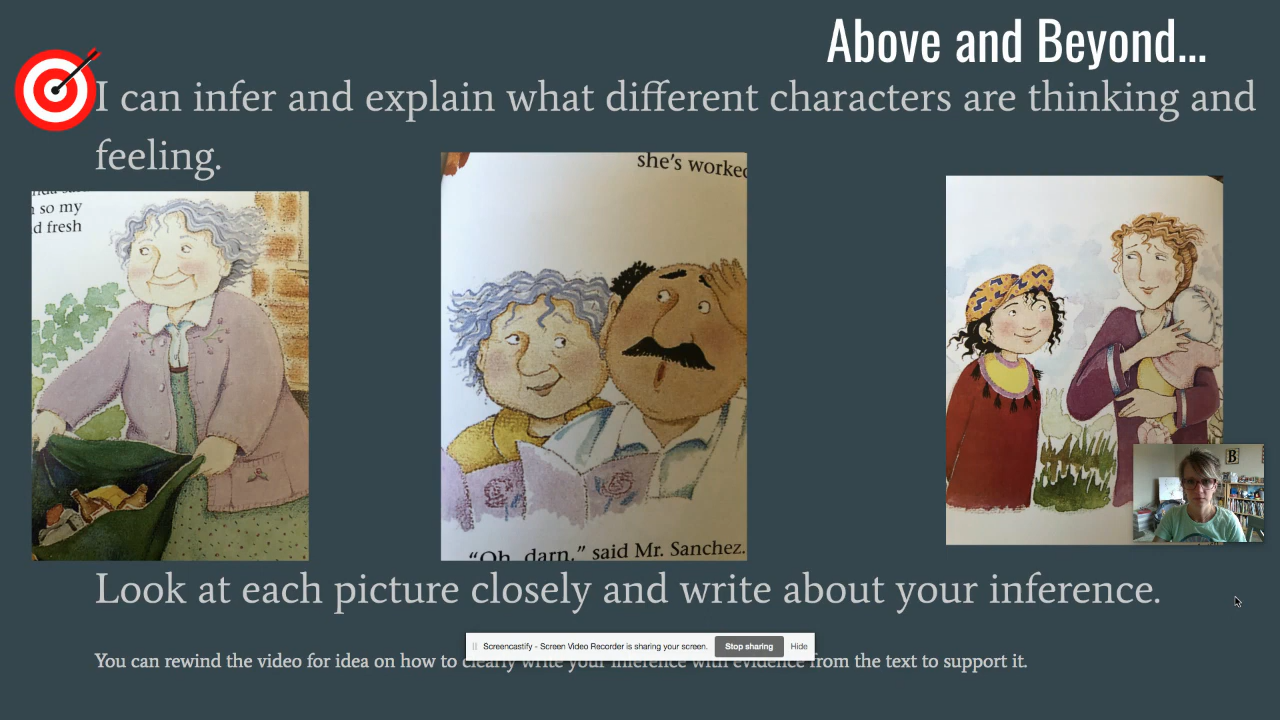 Above and Beyond...
I can infer and explain what different characters are thinking and
feeling.
so my
d fresh
she's worked
"Oh, darn," said Mr. Sanchez.
B
Look at each picture closely and write about your inference.
Screencastify - Screen Video Recorder is sharing your screen.
Stop sharing
Hide
You can rewind the video for idea on how to clearly write your inference with evidence from the text to support it.